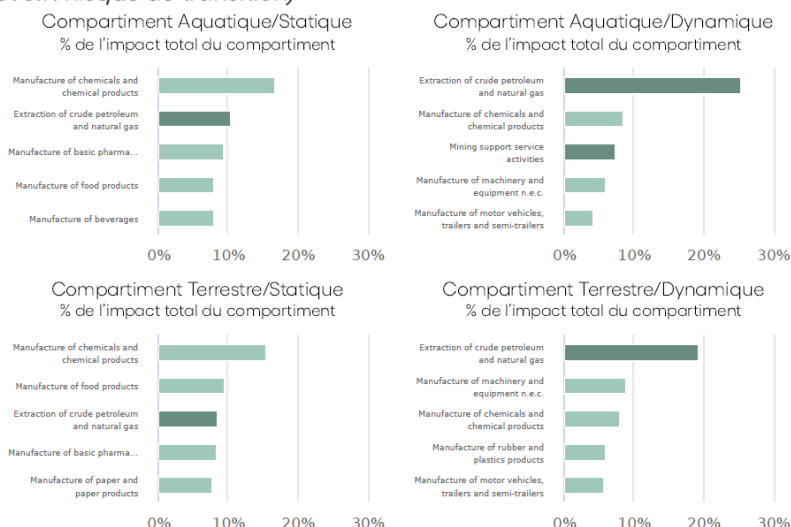 Compartiment Aquatique/Statique
% de l'impact total du compartiment
Manufacture of chemicals and
chemical products
Extraction of crude petroleum
and natural gas
Manufacture of basic pharma...
Manufacture of food products
Manufacture of beverages
0% 10% 20% 30%
Compartiment Aquatique/Dynamique
% de l'impact total du compartiment
Extraction of crude petroleum
and natural gas
Manufacture of chemicals and
chemical products
Mining support service
activities
Manufacture of machinery and
equipment n.e.c.
Manufacture of motor vehicles,
trailers and semi-trailers
0% 10% 20% 30%
Compartiment Terrestre/Statique
% de l'impact total du compartiment
Manufacture of chemicals and
chemical products
Manufacture of food products
Extraction of crude petroleum
and natural gas
Manufacture of basic pharma...
Manufacture of paper and
paper products
0% 10% 20% 30%
Compartiment Terrestre/Dynamique
% de l'impact total du compartiment
Extraction of crude petroleum
and natural gas
Manufacture of machinery and
equipment n.e.c.
Manufacture of chemicals and
chemical products
Manufacture of rubber and
plastics products
Manufacture of motor vehicles,
trailers and semi-trailers
0% 10% 20% 30%